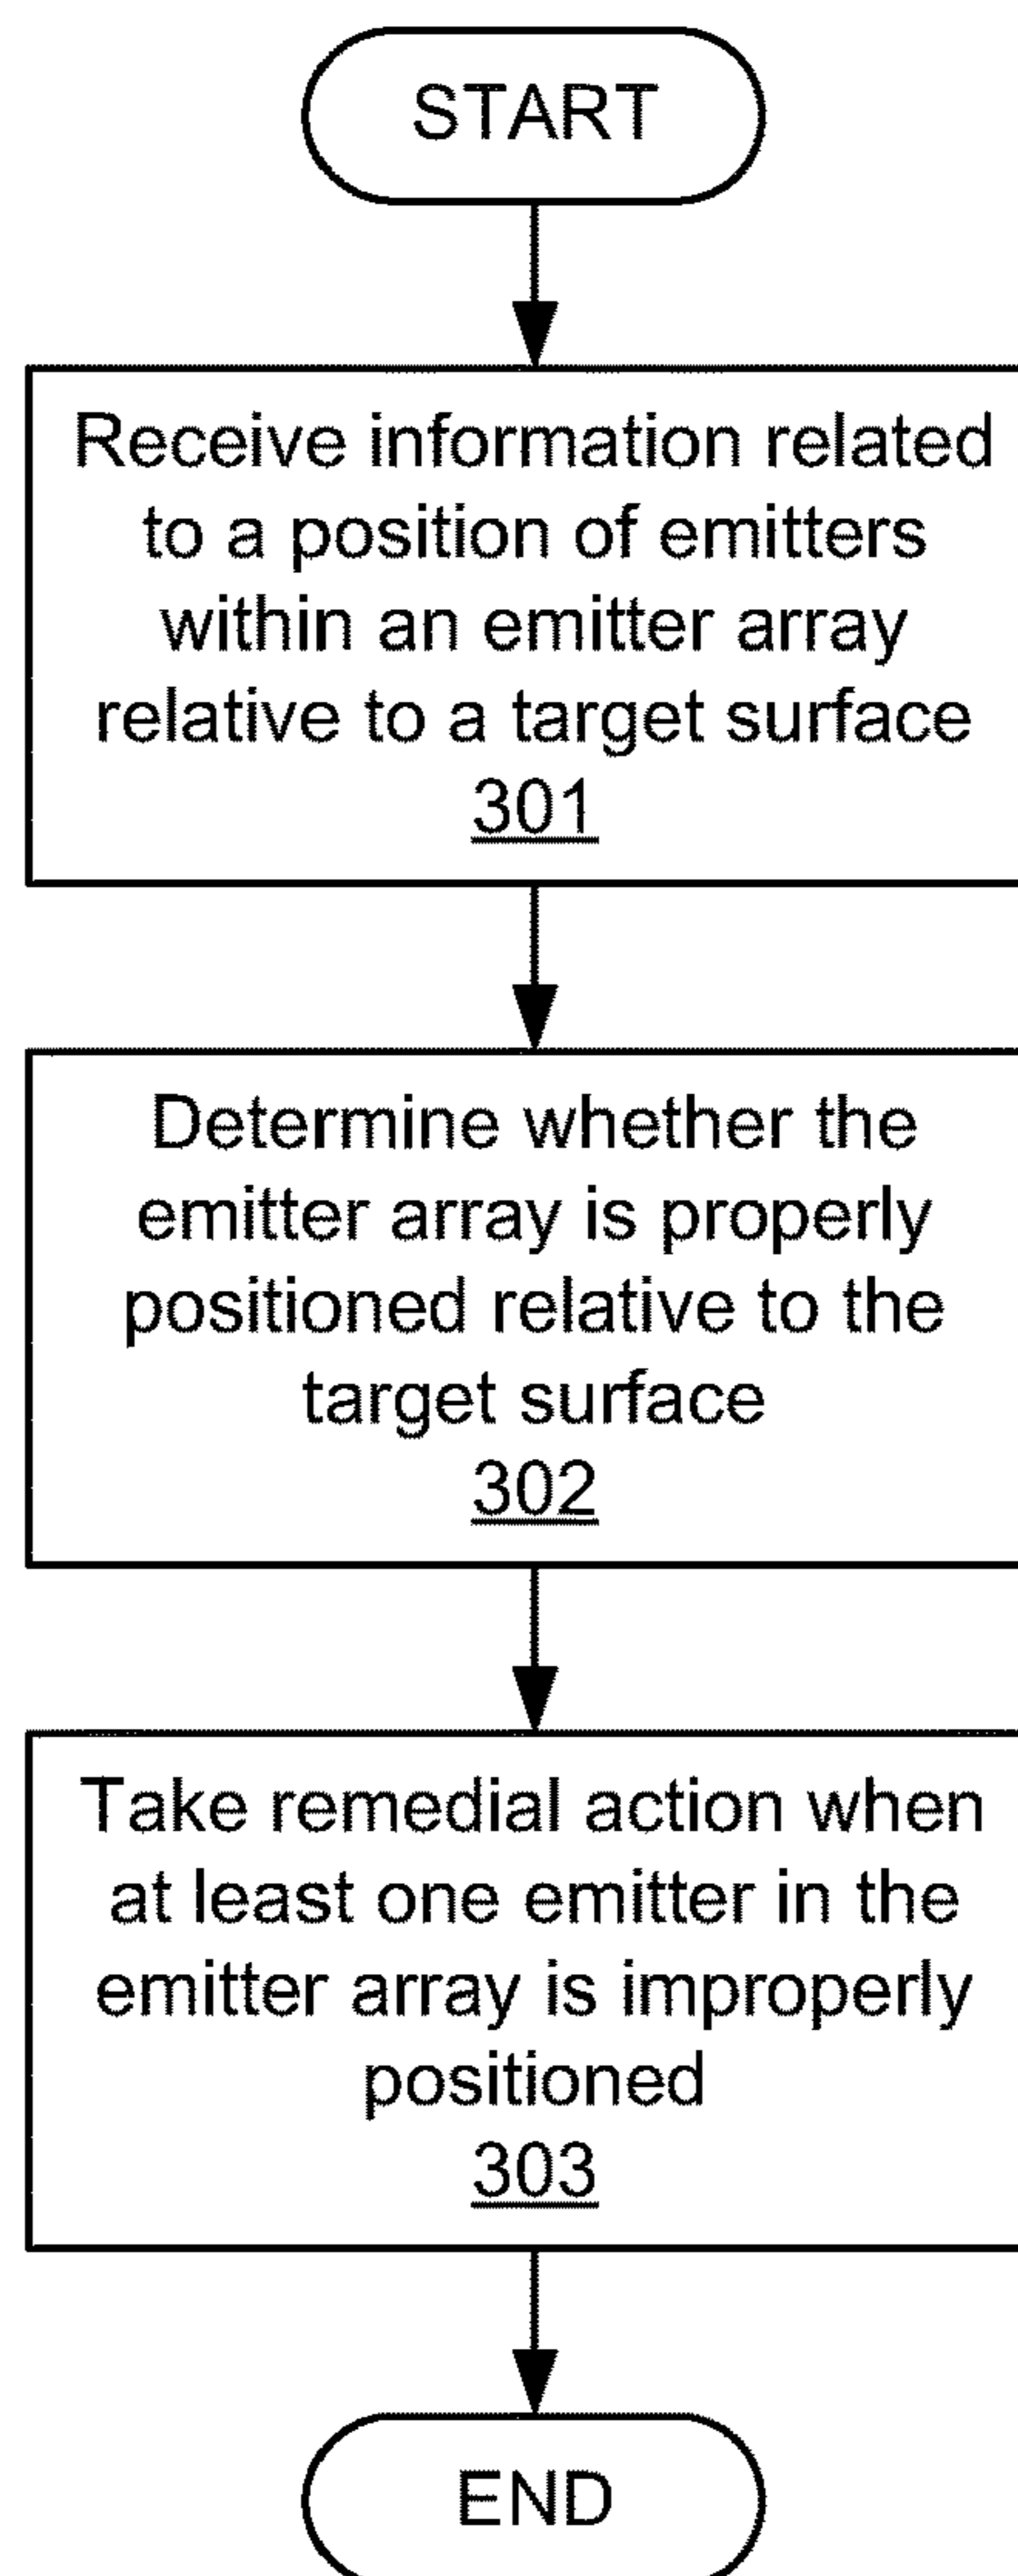 START
Receive information related
to a position of emitters
within an emitter array
relative to a target surface
301
Determine whether the
emitter array is properly
positioned relative to the
target surface
302
Take remedial action when
at least one emitter in the
emitter array is improperly
positioned
303
END